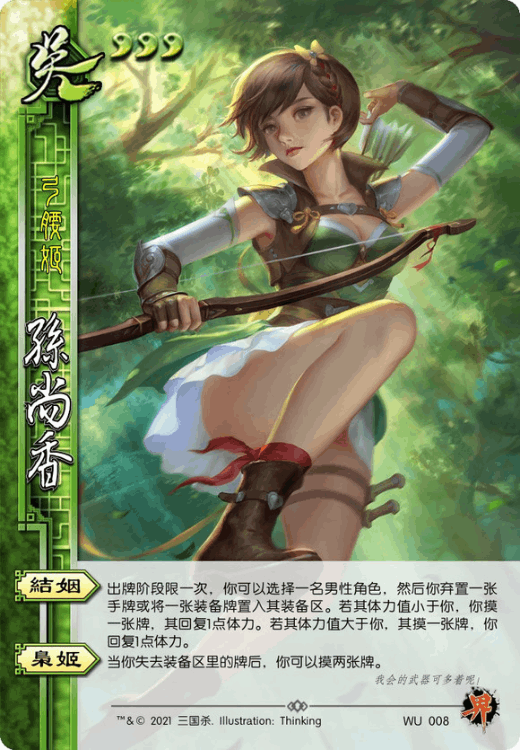 吴
弓腰姬
孫尚香
結姻
出牌阶段限一次，你可以选择一名男性角色，然后你弃置一张
手牌或将一张装备牌置入其装备区。若其体力值小于你，你摸
一张牌，其回复1点体力。若其体力值大于你，其摸一张牌，你
回复1点体力。
梟姬
当你失去装备区里的牌后，你可以摸两张牌。
我会的武器可多着呢！
™&© 2021 三国杀. Illustration: Thinking
WU 008
界